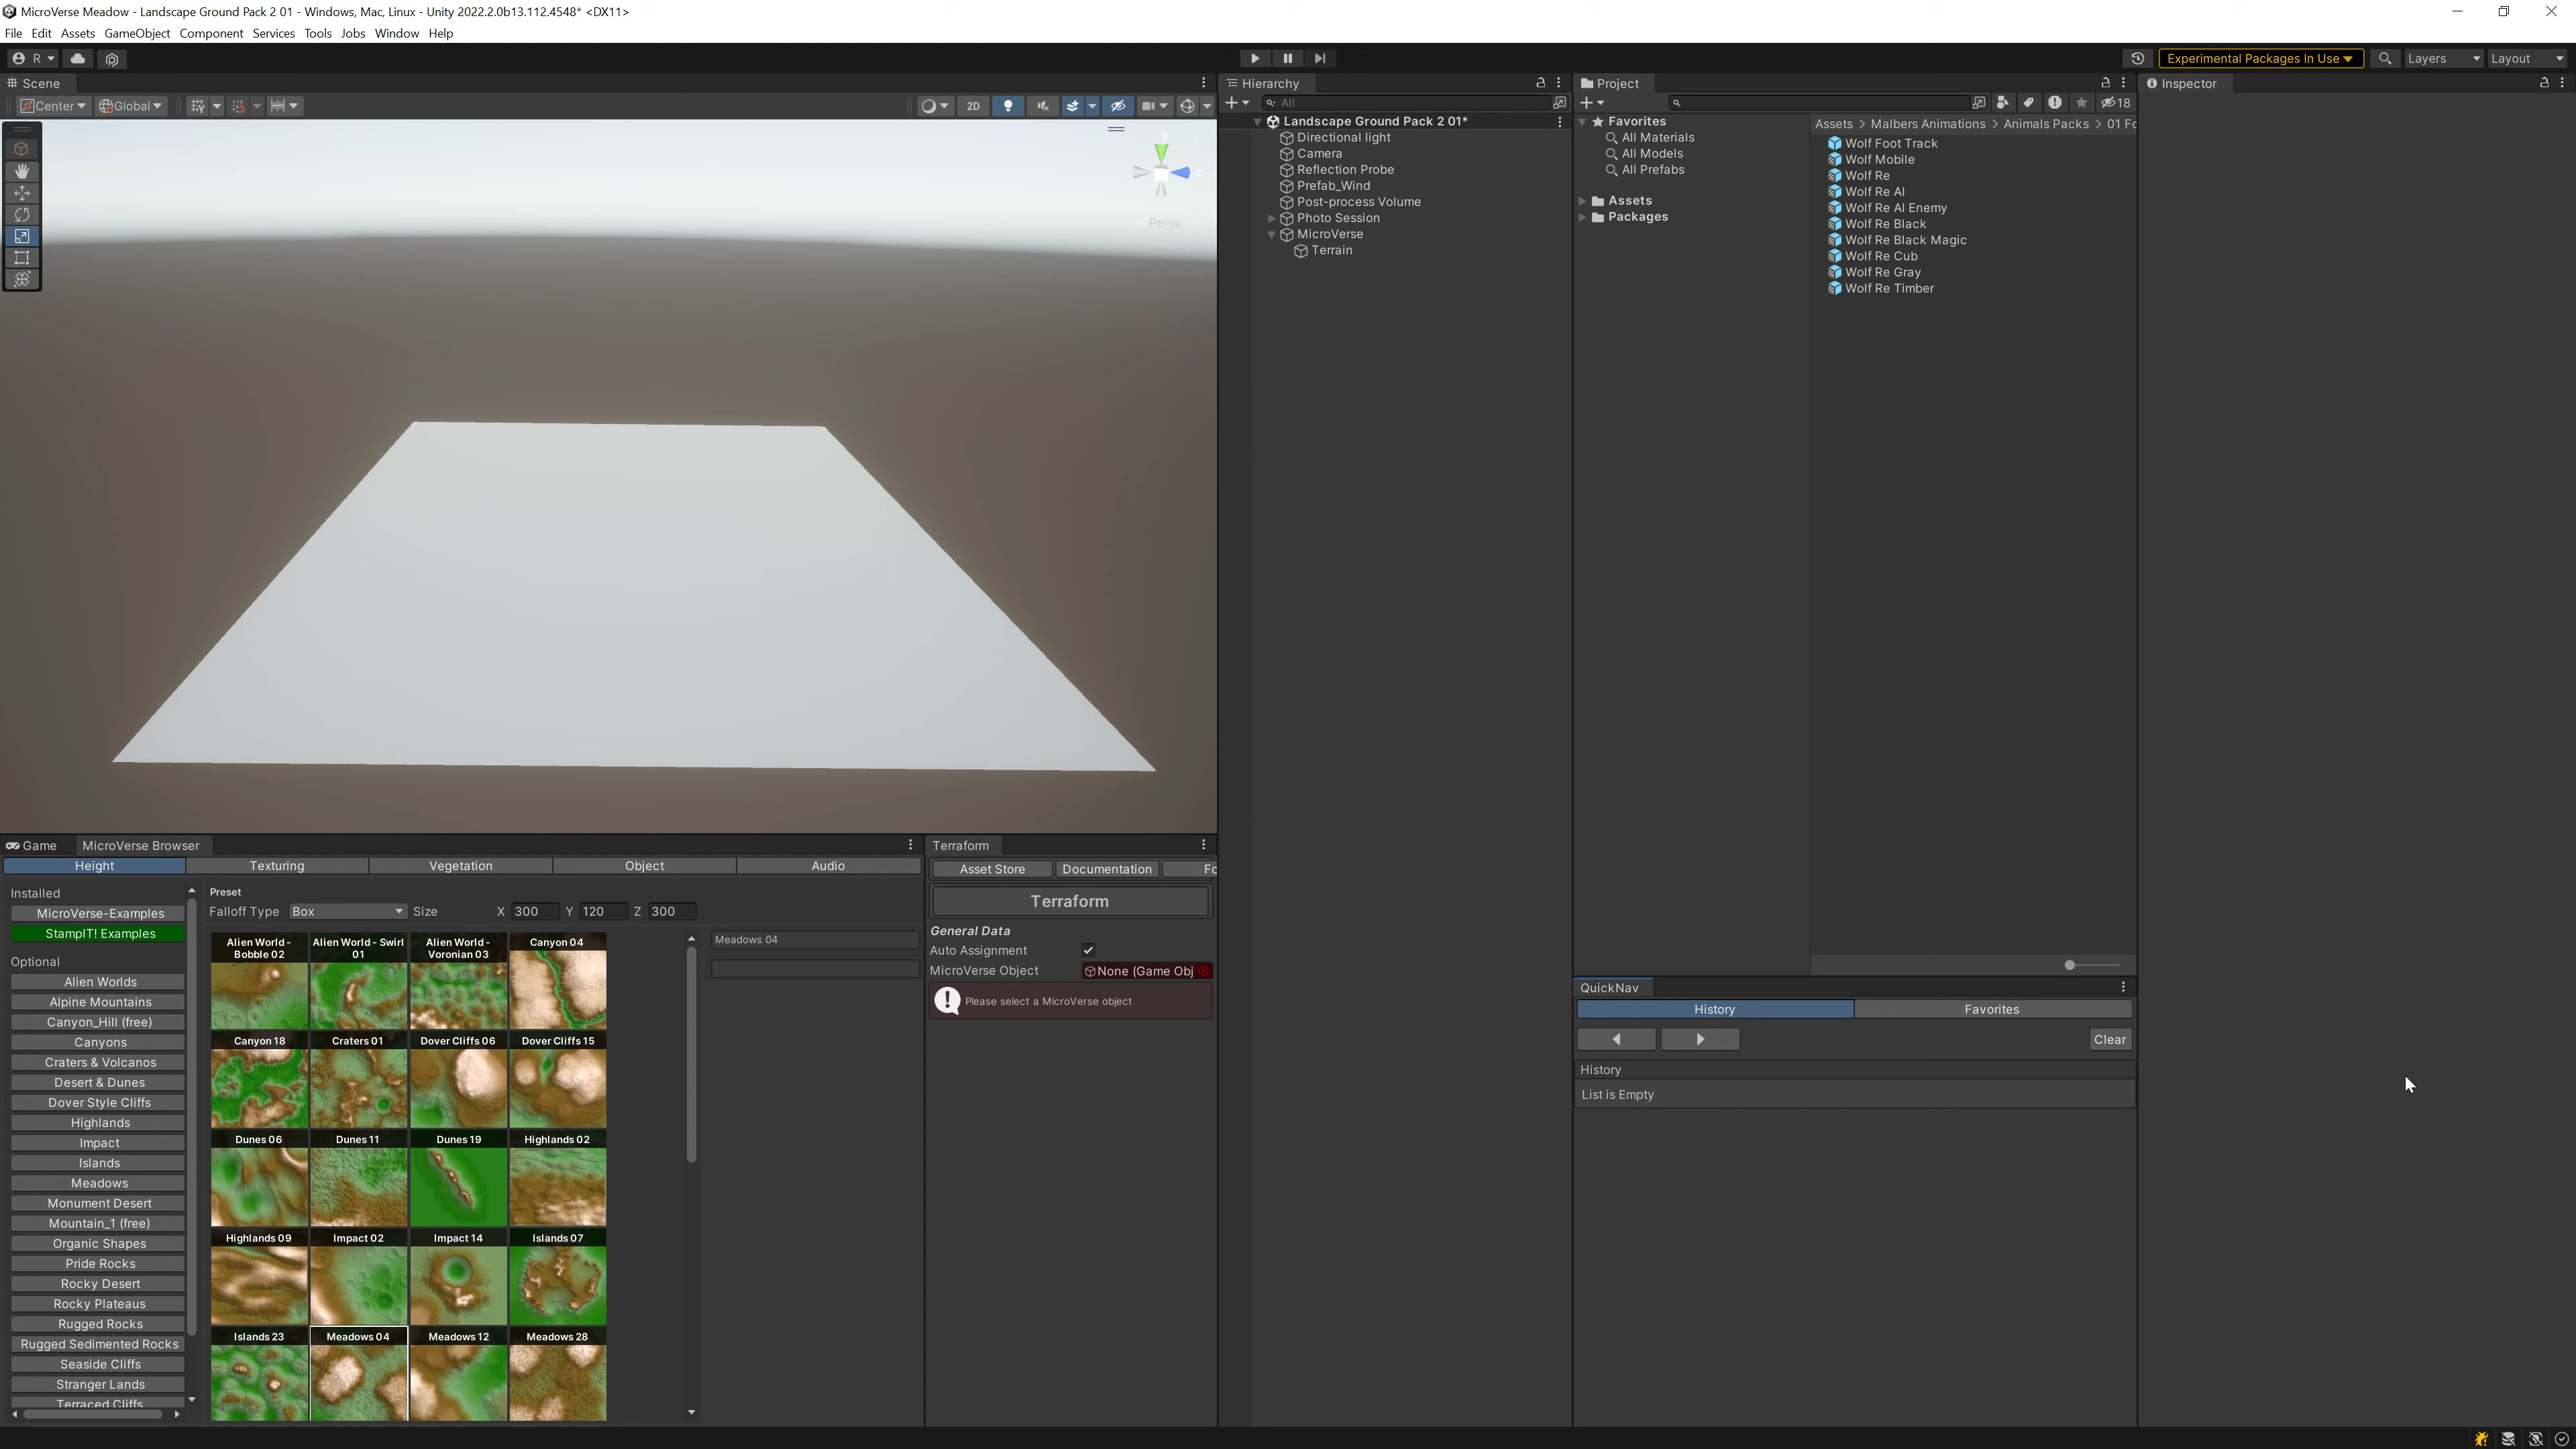 MicroVerse Meadow - Landscape Ground Pack 2 01 - Windows, Mac, Linux - Unity 2022.2.0b13.112.4548* <DX11>
File Edit Assets GameObject Component Services Tools Jobs Window Help
R
Experimental Packages In Use
Layers
Layout
Scene
Center
Global
2D
y
z
Persp
Hierarchy
All
Landscape Ground Pack 2 01*
Directional light
Camera
Reflection Probe
Prefab_Wind
Post-process Volume
Photo Session
MicroVerse
Terrain
Project
18
Favorites
All Materials
All Models
All Prefabs
Assets
Packages
Assets > Malbers Animations > Animals Packs > 01 Fo
Wolf Foot Track
Wolf Mobile
Wolf Re
Wolf Re AI
Wolf Re AI Enemy
Wolf Re Black
Wolf Re Black Magic
Wolf Re Cub
Wolf Re Gray
Wolf Re Timber
Inspector
Game
MicroVerse Browser
Height
Texturing
Vegetation
Object
Audio
Installed
MicroVerse-Examples
StampIT! Examples
Optional
Alien Worlds
Alpine Mountains
Canyon_Hill (free)
Canyons
Craters & Volcanos
Desert & Dunes
Dover Style Cliffs
Highlands
Impact
Islands
Meadows
Monument Desert
Mountain_1 (free)
Organic Shapes
Pride Rocks
Rocky Desert
Rocky Plateaus
Rugged Rocks
Rugged Sedimented Rocks
Seaside Cliffs
Stranger Lands
Terraced Cliffs
Preset
Falloff Type Box Size X 300 Y 120 Z 300
Alien World - Bobble 02
Alien World - Swirl 01
Alien World - Voronian 03
Canyon 04
Canyon 18
Craters 01
Dover Cliffs 06
Dover Cliffs 15
Dunes 06
Dunes 11
Dunes 19
Highlands 02
Highlands 09
Impact 02
Impact 14
Islands 07
Islands 23
Meadows 04
Meadows 12
Meadows 28
Meadows 04
Terraform
Asset Store
Documentation
Fo
Terraform
General Data
Auto Assignment
MicroVerse Object None (Game Obj
Please select a MicroVerse object
QuickNav
History
Favorites
Clear
History
List is Empty